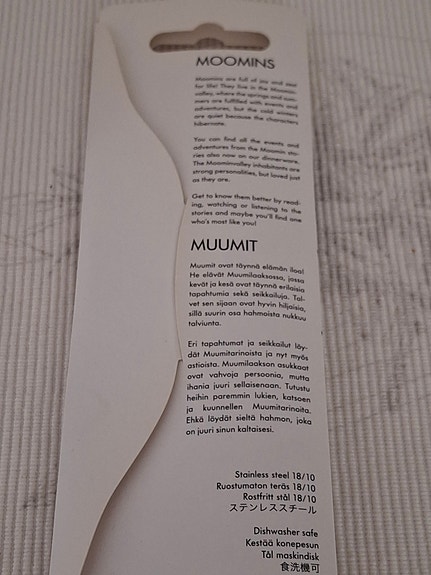 MOOMINS
Moomins are full of joy and zest
for life! They live in the Moomin-
valley, where the springs and sum-
mers are fulfilled with events and
adventures, but the cold winters
are quiet because the characters
hibernate.
You can find all the events and
adventures from the Moomin sto-
ries also now on our dinnerware.
The Moominvalley inhabitants are
strong personalities, but loved just
as they are.
Get to know them better by read-
ing, watching or listening to the
stories and maybe you'll find one
who's most like you!
MUUMIT
Muumit ovat täynnä elämän iloa!
He elävät Muumilaaksossa, jossa
kevät ja kesä ovat täynnä erilaisia
tapahtumia sekä seikkailuja. Tal-
vet sen sijaan ovat hyvin hiljaisia,
sillä suurin osa hahmoista nukkuu
talviunta.
Eri tapahtumat ja seikkailut löy-
dät Muumitarinoista ja nyt myös
astioista. Muumilaakson asukkaat
ovat vahvoja persoonia, mutta
ihania juuri sellaisenaan. Tutustu
heihin paremmin lukien, katsoen
ja kuunnellen Muumitarinoita.
Ehkä löydät sieltä hahmon, joka
on juuri sinun kaltaisesi.
Stainless steel 18/10
Ruostumaton teräs 18/10
Rostfritt stål 18/10
ステンレススチール
Dishwasher safe
Kestää konepesun
Tål maskindisk
食洗機可